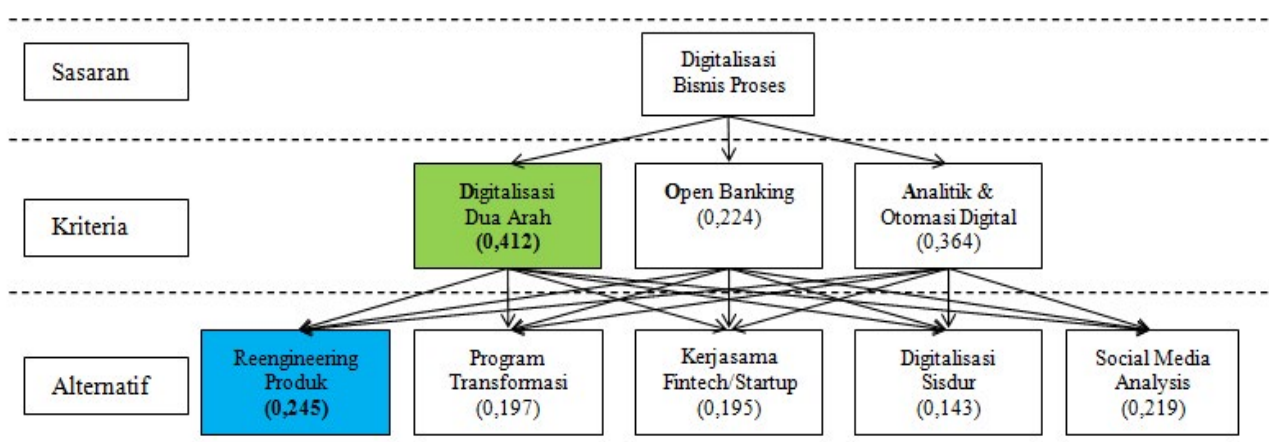 Sasaran
Digitalisasi
Bisnis Proses
Kriteria
Digitalisasi
Dua Arah
(0,412)
Open Banking
(0,224)
Analitik &
Otomasi Digital
(0,364)
Alternatif
Reengineering
Produk
(0,245)
Program
Transformasi
(0,197)
Kerjasama
Fintech/Startup
(0,195)
Digitalisasi
Sisdur
(0,143)
Social Media
Analysis
(0,219)